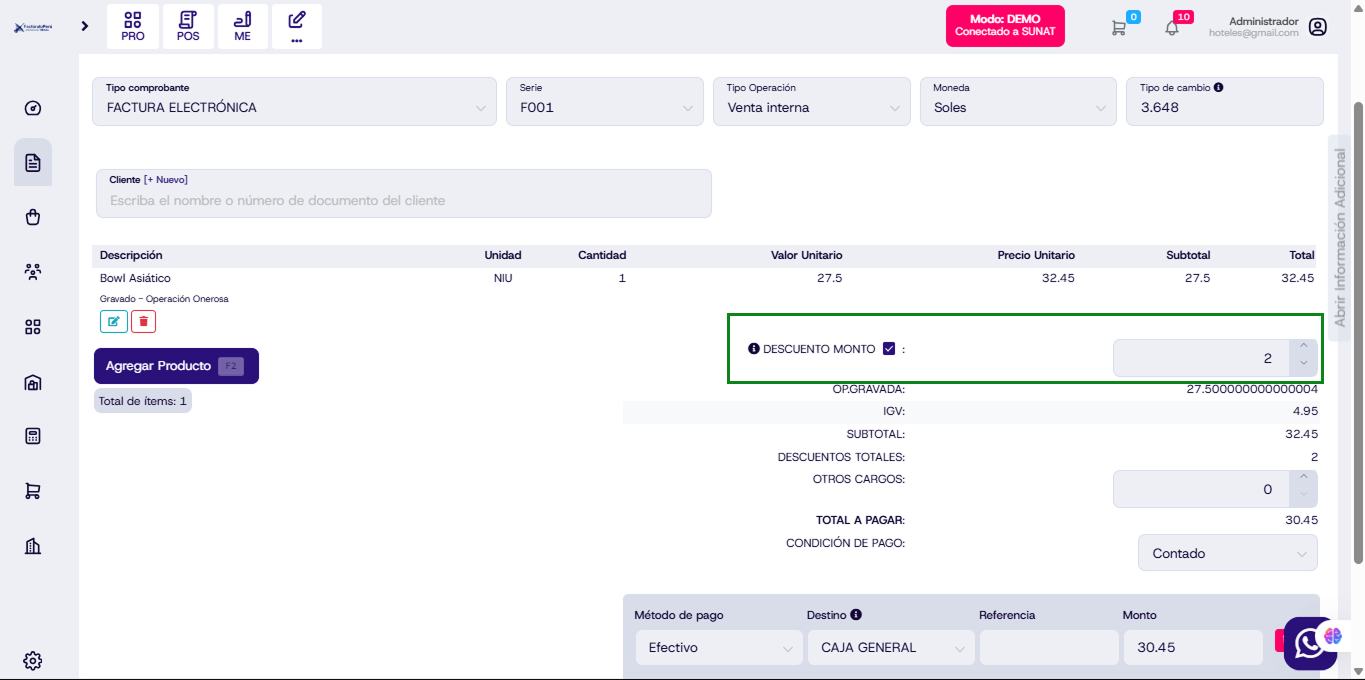 FacturaloPerú
PRO
POS
ME
Modo: DEMO
Conectado a SUNAT
0
10
Administrador
hoteles@gmail.com
Tipo comprobante
FACTURA ELECTRÓNICA
Serie
F001
Tipo Operación
Venta interna
Moneda
Soles
Tipo de cambio
3.648
Abrir Información Adicional
Cliente [+ Nuevo]
Escriba el nombre o número de documento del cliente
Descripción Unidad Cantidad Valor Unitario Precio Unitario Subtotal Total
Bowl Asiático NIU 1 27.5 32.45 27.5 32.45
Gravado - Operación Onerosa
DESCUENTO MONTO : 2
Agregar Producto F2
Total de ítems: 1
OP.GRAVADA: 27.500000000000004
IGV: 4.95
SUBTOTAL: 32.45
DESCUENTOS TOTALES: 2
OTROS CARGOS: 0
TOTAL A PAGAR: 30.45
CONDICIÓN DE PAGO: Contado
Método de pago Destino Referencia Monto
Efectivo CAJA GENERAL 30.45